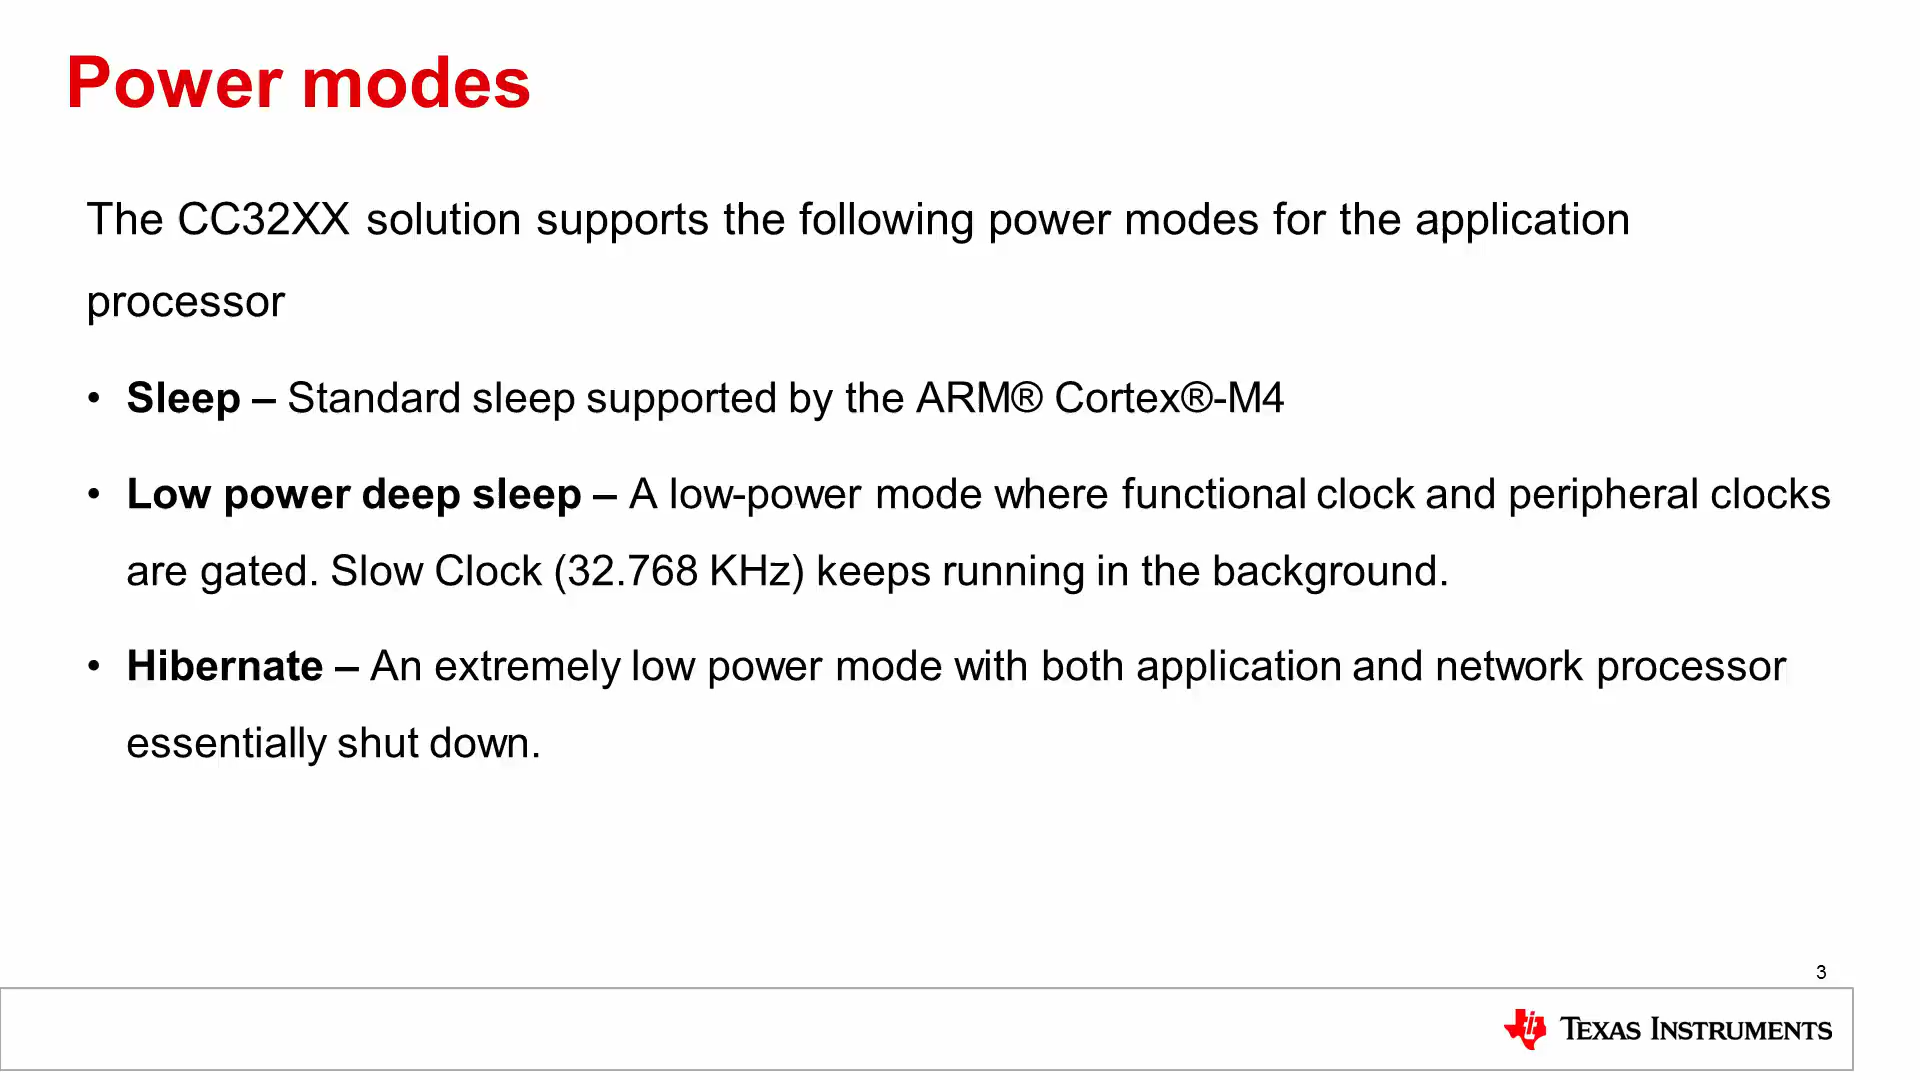 Power modes
The CC32XX solution supports the following power modes for the application
processor
• Sleep – Standard sleep supported by the ARM® Cortex®-M4
• Low power deep sleep – A low-power mode where functional clock and peripheral clocks
are gated. Slow Clock (32.768 KHz) keeps running in the background.
• Hibernate – An extremely low power mode with both application and network processor
essentially shut down.
3
TEXAS INSTRUMENTS